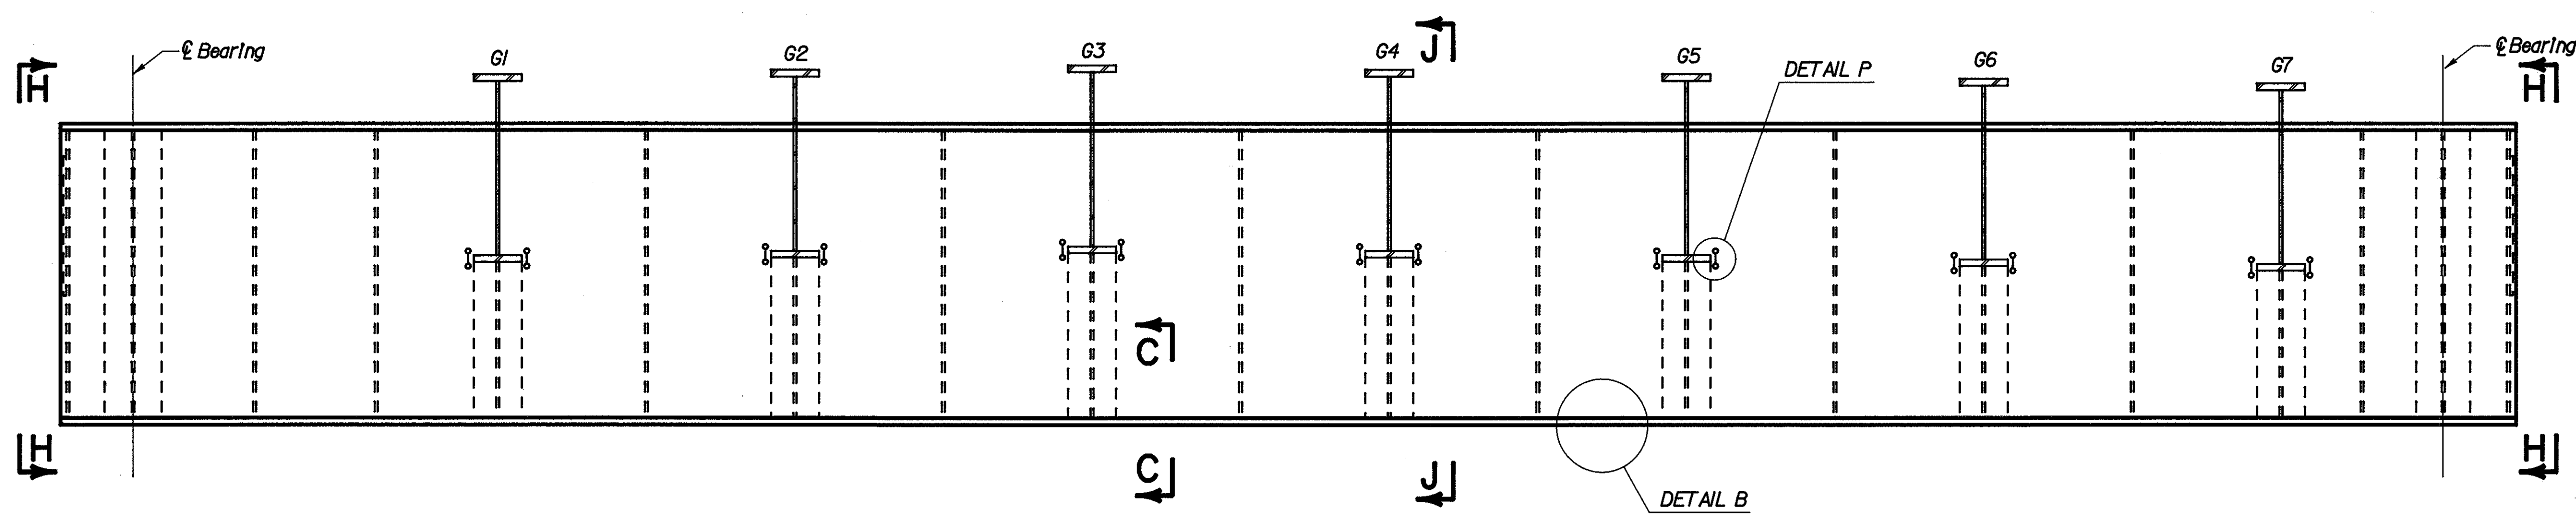 H
℄ Bearing
G1
G2
G3
G4
J
G5
DETAIL P
G6
G7
℄ Bearing
H
C
H
C
J
DETAIL B
H